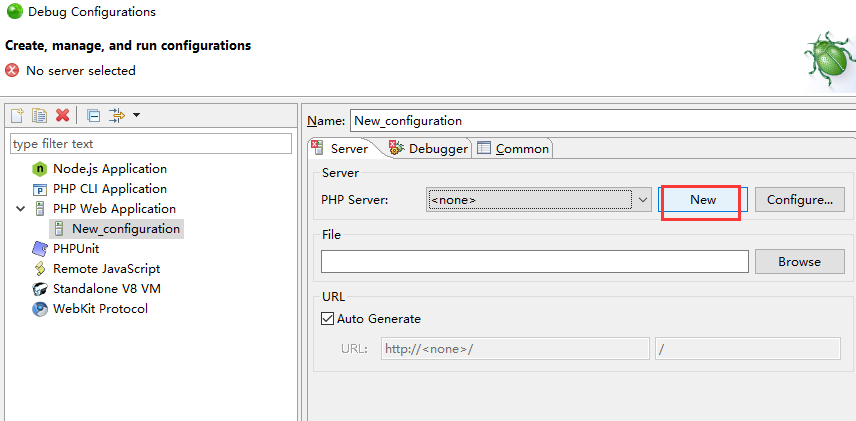 Debug Configurations
Create, manage, and run configurations
No server selected
type filter text
Node.js Application
PHP CLI Application
PHP Web Application
New_configuration
PHPUnit
Remote JavaScript
Standalone V8 VM
WebKit Protocol
Name: New_configuration
Server Debugger Common
Server
PHP Server: <none> New Configure...
File
Browse
URL
Auto Generate
URL: http://<none>/ /